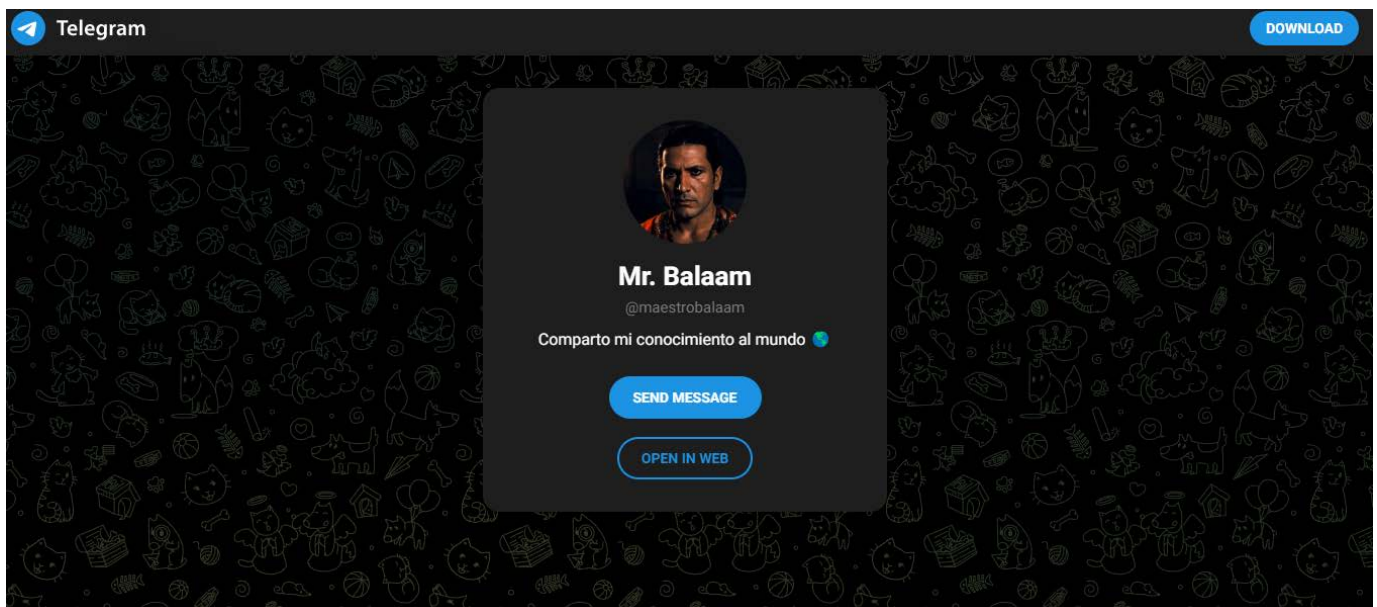 Telegram
DOWNLOAD
Mr. Balaam
@maestrobalaam
Comparto mi conocimiento al mundo 🌎
SEND MESSAGE
OPEN IN WEB